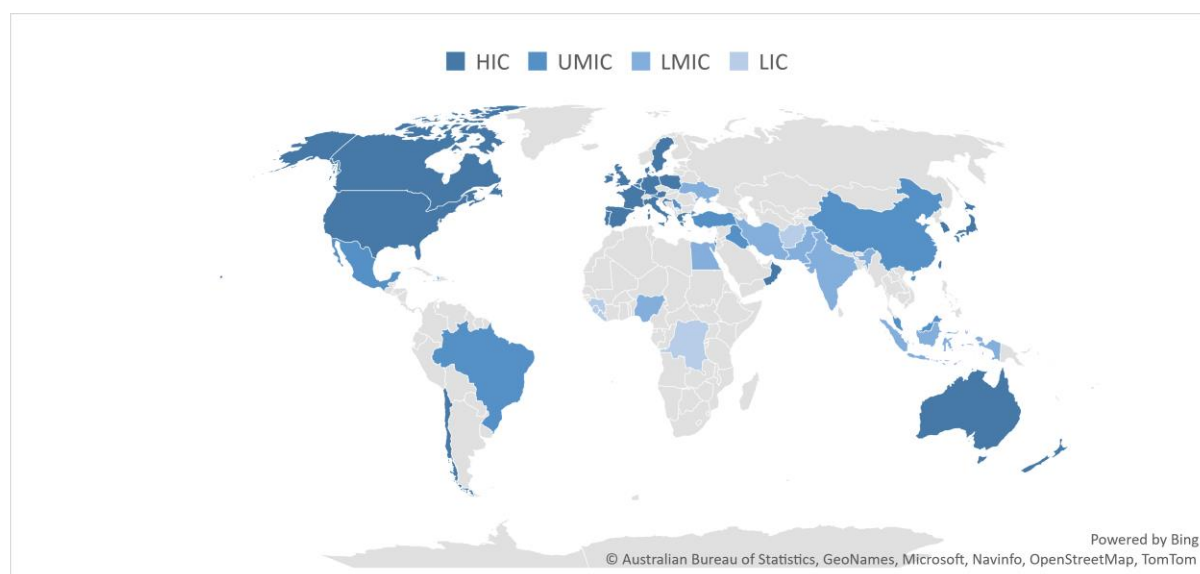 HIC UMIC LMIC LIC
Powered by Bing
© Australian Bureau of Statistics, GeoNames, Microsoft, Navinfo, OpenStreetMap, TomTom